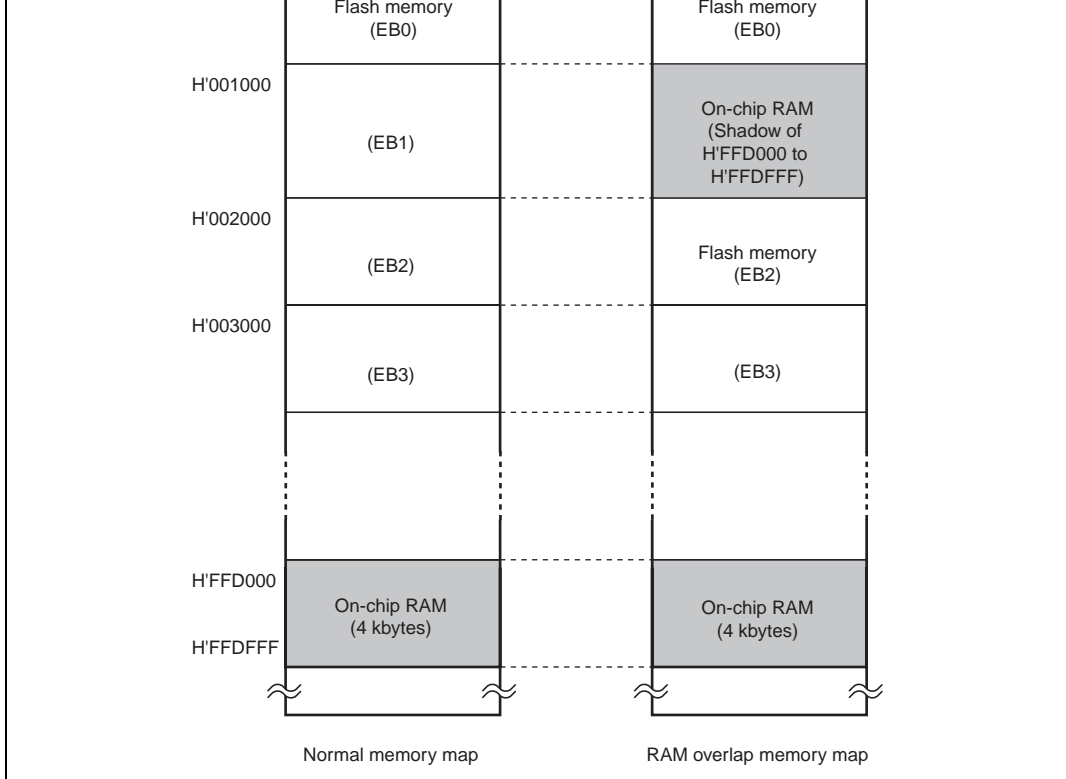 Flash memory
(EB0)
Flash memory
(EB0)
H'001000
(EB1)
On-chip RAM
(Shadow of
H'FFD000 to
H'FFDFFF)
H'002000
(EB2)
Flash memory
(EB2)
H'003000
(EB3)
(EB3)
H'FFD000
On-chip RAM
(4 kbytes)
On-chip RAM
(4 kbytes)
H'FFDFFF
Normal memory map
RAM overlap memory map